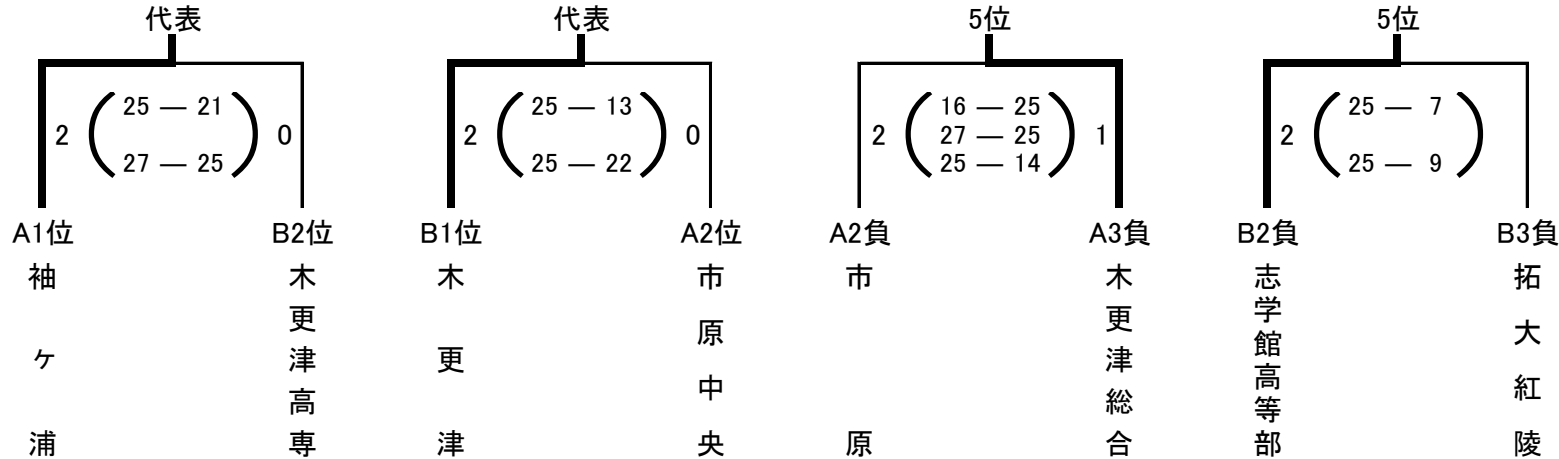 代表
代表
5位
5位
2 25 — 21 0
27 — 25
2 25 — 13 0
25 — 22
2 16 — 25 1
27 — 25
25 — 14
2 25 — 7
25 — 9
A1位
B2位
B1位
A2位
A2負
A3負
B2負
B3負
袖ヶ浦
木更津高専
木更津
市原中央
市原
木更津総合
志学館高等部
拓大紅陵